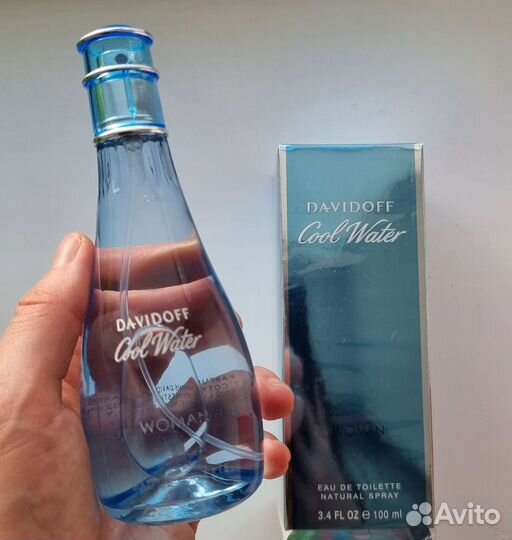 DAVIDOFF
Cool Water
DAVIDOFF
Cool Water
WOMAN
EAU DE TOILETTE
NATURAL SPRAY
3.4 FL OZ e 100 ml
Avito